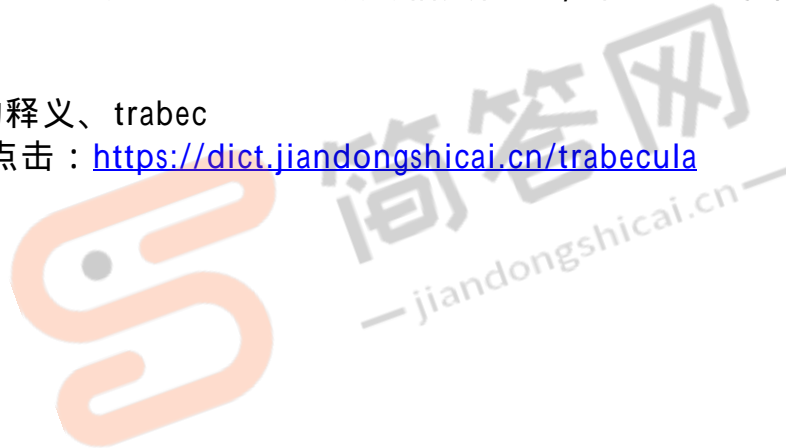 释义、trabec
点击：https://dict.jiandongshicai.cn/trabecula
简答网
jiandongshicai.cn